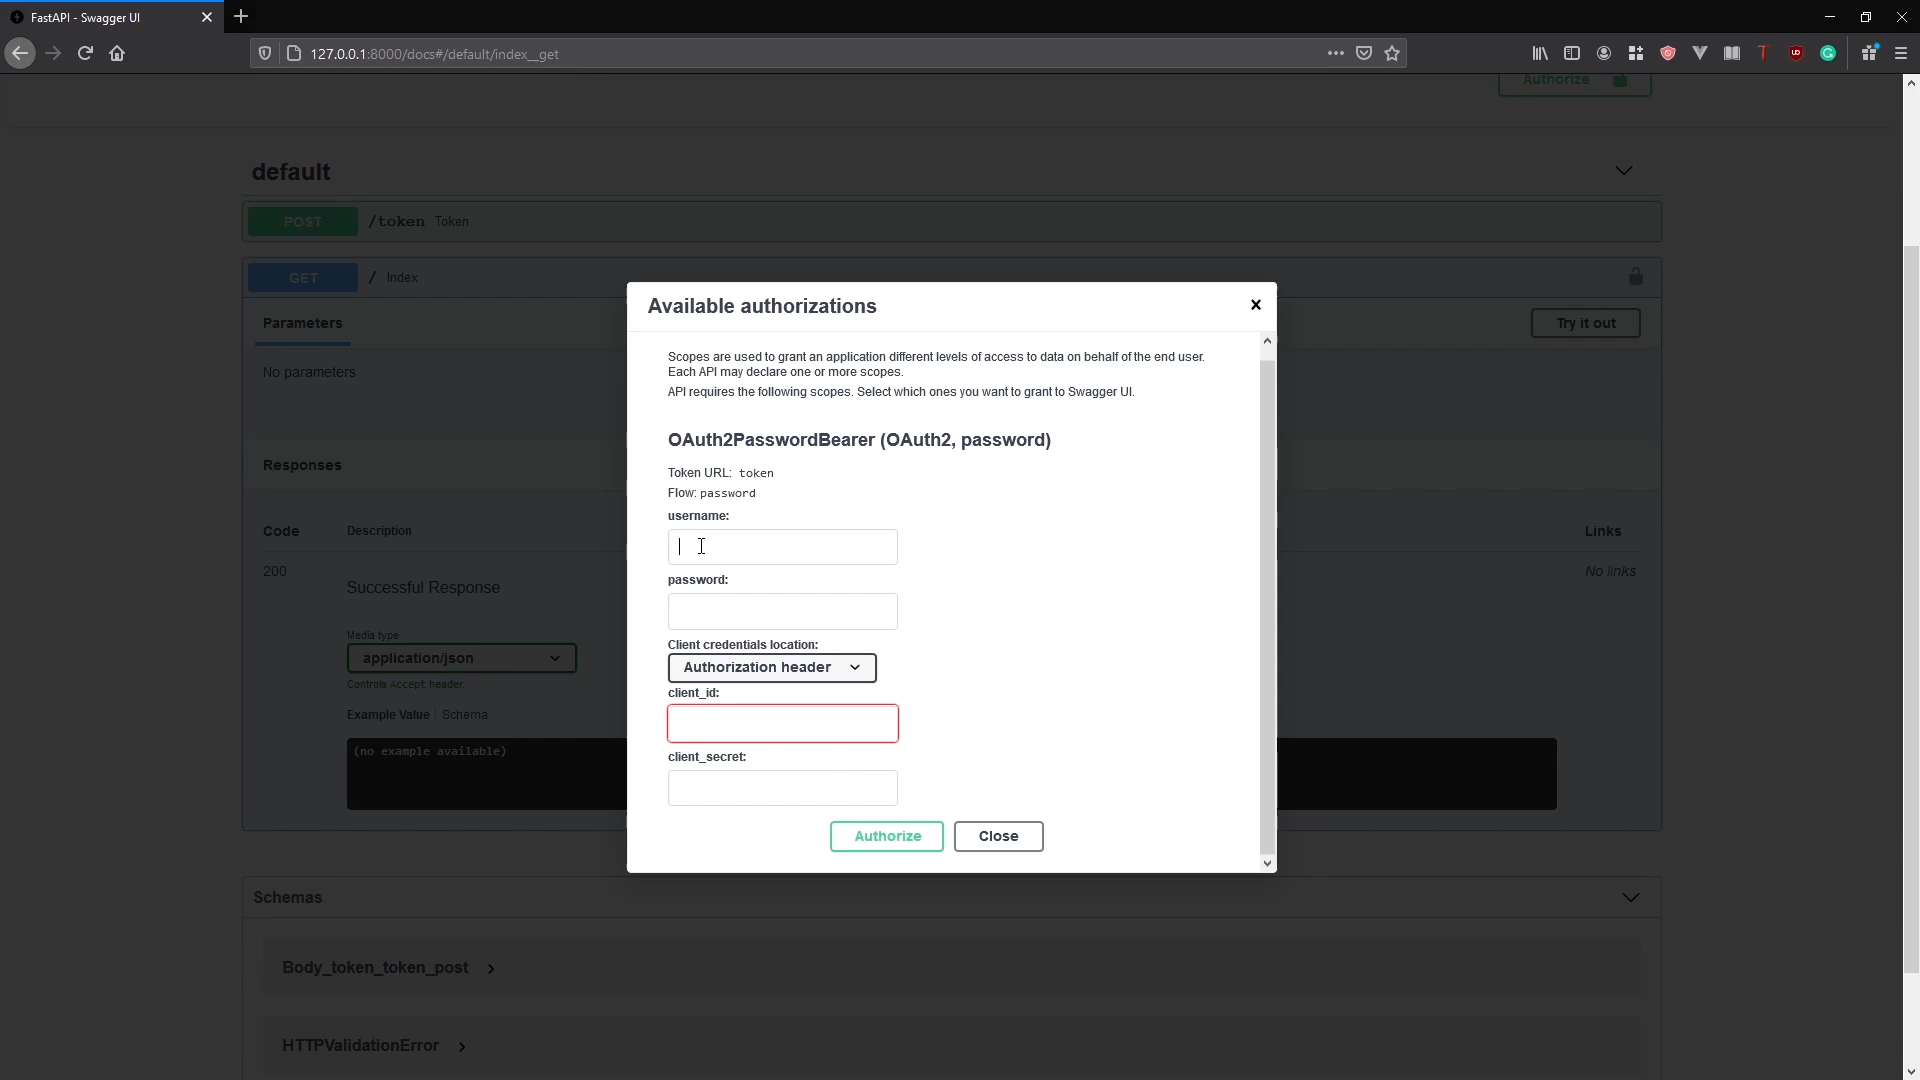 FastAPI - Swagger UI
127.0.0.1:8000/docs#/default/index__get
Authorize
default
POST /token Token
GET / Index
Parameters
Try it out
No parameters
Responses
Code Description Links
200
Successful Response
No links
Media type
application/json
Controls Accept header.
Example Value Schema
(no example available)
Available authorizations
Scopes are used to grant an application different levels of access to data on behalf of the end user.
Each API may declare one or more scopes.
API requires the following scopes. Select which ones you want to grant to Swagger UI.
OAuth2PasswordBearer (OAuth2, password)
Token URL: token
Flow: password
username:
password:
Client credentials location:
Authorization header
client_id:
client_secret:
Authorize Close
Schemas
Body_token_token_post
HTTPValidationError